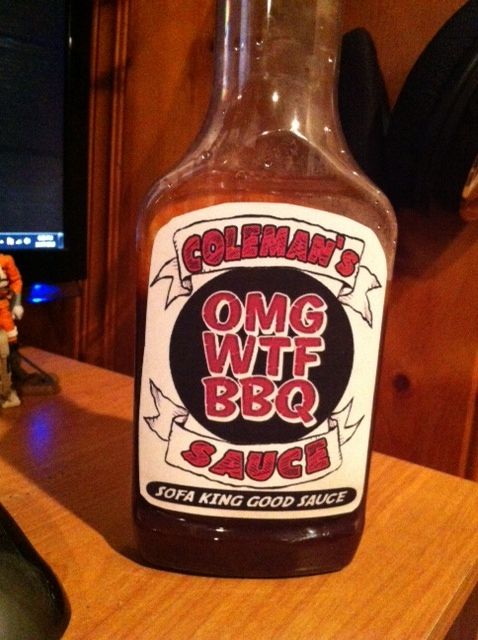 COLEMAN'S
OMG
WTF
BBQ
SAUCE
SOFA KING GOOD SAUCE